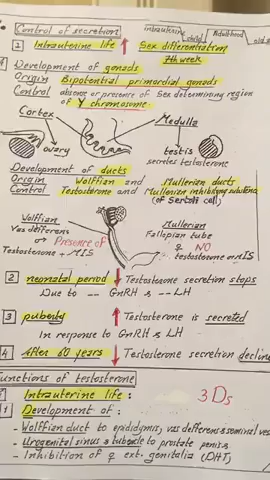 Control of secretion
intrauterine
child
Adulthood
old
1 Intrauterine life ↑ Sex differentiation
7th week
Development of gonads
Origin Bipotential primordial gonads
Control absence or presence of Sex determining region
of Y chromosome
Cortex
Medulla
ovary
testis
secretes testosterone
Development of ducts
Origin Wolffian and Mullerian ducts
Control Testosterone and Mullerian inhibiting substance
(of Sertoli cell)
Wolffian
Vas deferens
♂ Presence of
Testosterone + MIS
Mullerian
Fallopian tube
♀ NO
testosterone or MIS
2 neonatal period ↓ Testosterone secretion stops
Due to -- GnRH & -- LH
3 puberty ↑ Testosterone is secreted
In response to GnRH & LH
4 After 60 years ↓ Testosterone secretion decline
Functions of testosterone
Intrauterine life : 3 Ds
1 Development of :
- Wolffian duct to epididymis, vas deferens & seminal ves
- Urogenital sinus & tubercle to prostate penis
- Inhibition of ♀ ext. genitalia (DHT)